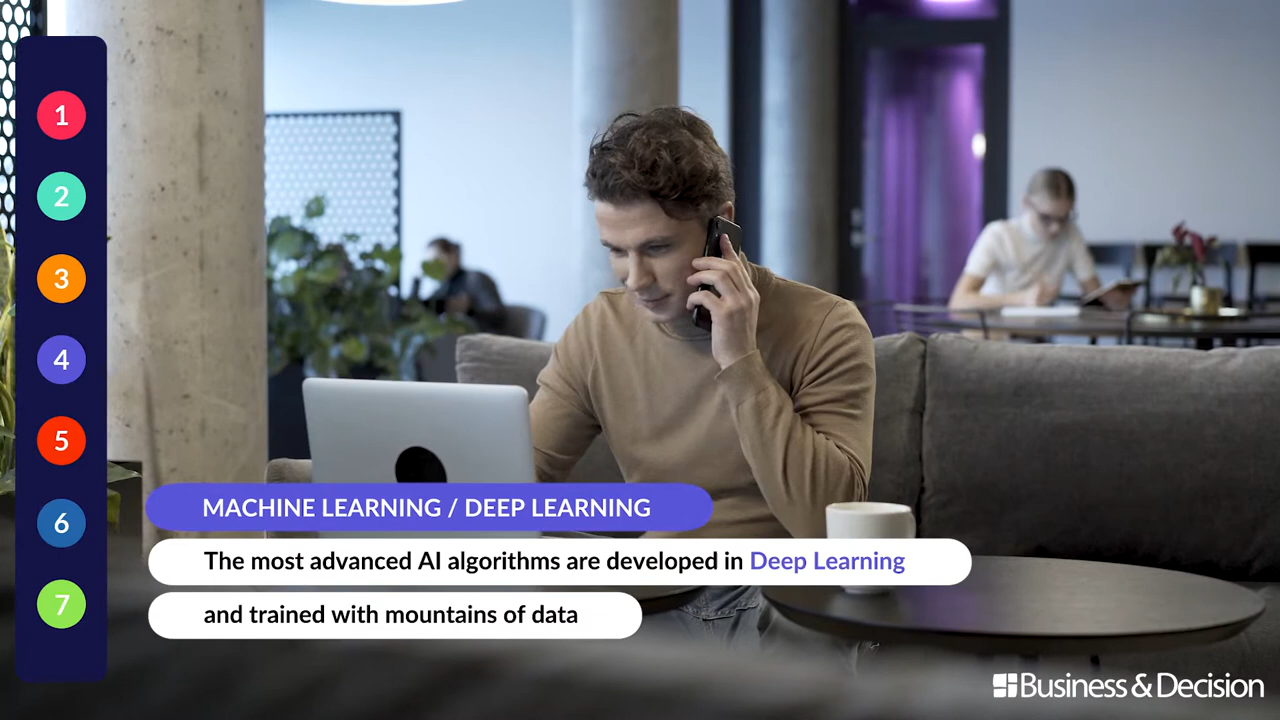 1
2
3
4
5
6
7
MACHINE LEARNING / DEEP LEARNING
The most advanced AI algorithms are developed in Deep Learning
and trained with mountains of data
Business & Decision